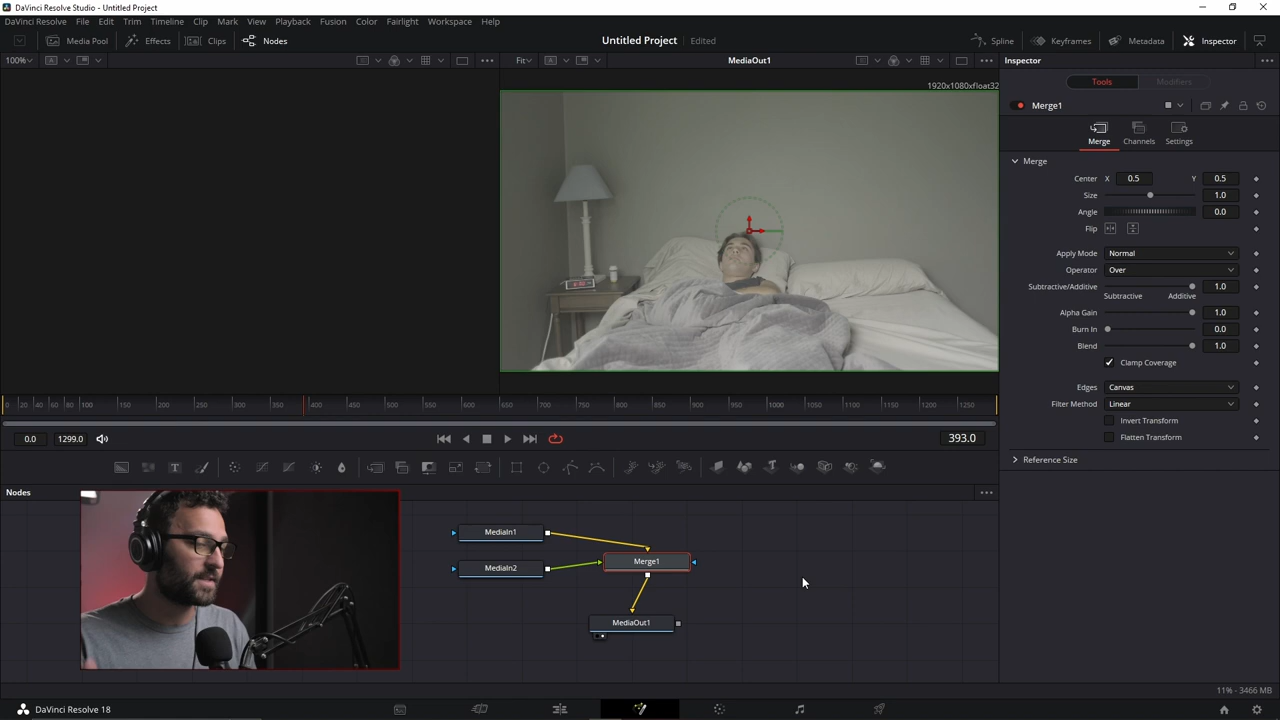 DaVinci Resolve Studio - Untitled Project
DaVinci Resolve File Edit Trim Timeline Clip Mark View Playback Fusion Color Fairlight Workspace Help
Media Pool Effects Clips Nodes Untitled Project Edited Spline Keyframes Metadata Inspector
100% Fit MediaOut1 Inspector
Tools Modifiers
1920x1080xfloat32
Merge1
Merge Channels Settings
Merge
Center X 0.5 Y 0.5
Size 1.0
Angle 0.0
Flip
Apply Mode Normal
Operator Over
Subtractive/Additive 1.0
Subtractive Additive
Alpha Gain 1.0
Burn In 0.0
Blend 1.0
Clamp Coverage
Edges Canvas
Filter Method Linear
Invert Transform
Flatten Transform
Reference Size
0 20 40 60 80 100 150 200 250 300 350 400 450 500 550 600 650 700 750 800 850 900 950 1000 1050 1100 1150 1200 1250
0.0 1299.0 393.0
Nodes
MediaIn1
MediaIn2
Merge1
MediaOut1
11% - 3466 MB
DaVinci Resolve 18